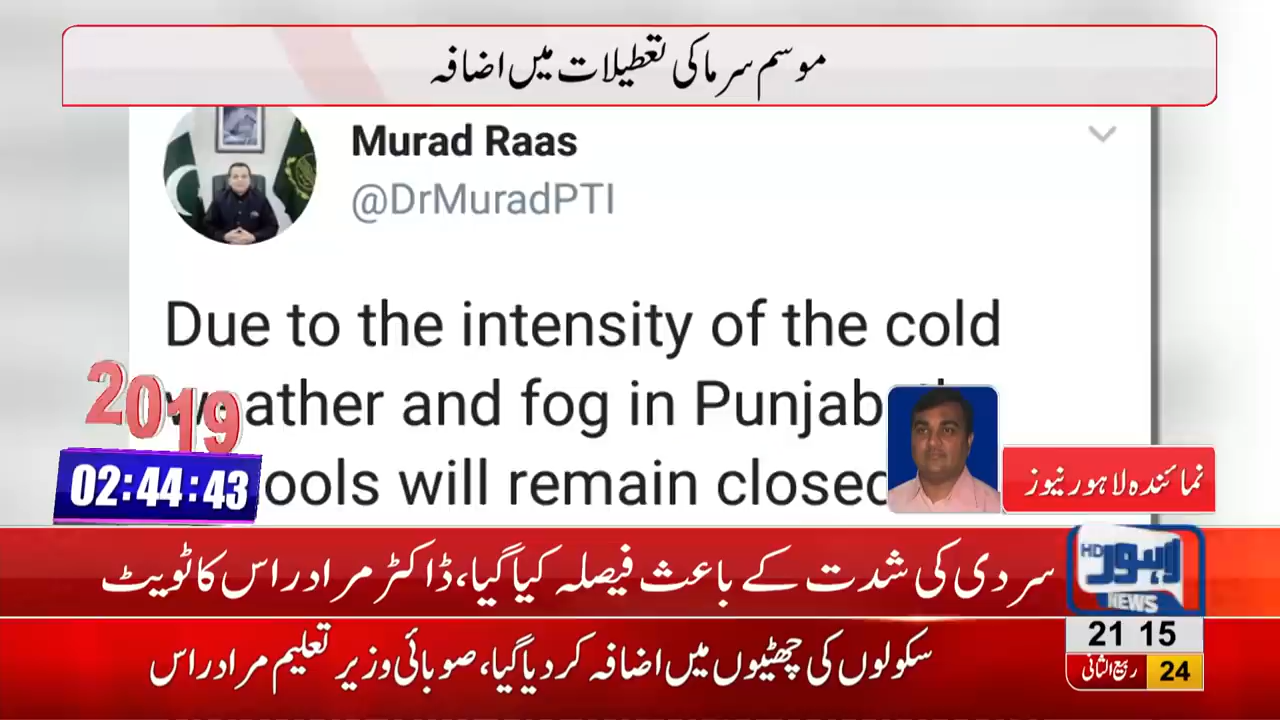 موسم سرما کی تعطیلات میں اضافہ
Murad Raas
@DrMuradPTI
Due to the intensity of the cold
ather and fog in Punjab
ools will remain closed
2019
02:44:43
نمائندہ لاہور نیوز
سردی کی شدت کے باعث فیصلہ کیا گیا، ڈاکٹر مراد راس کا ٹویٹ
HD لاہور
NEWS
21 15
سکولوں کی چھٹیوں میں اضافہ کر دیا گیا، صوبائی وزیر تعلیم مراد راس
24 ربیع الثانی